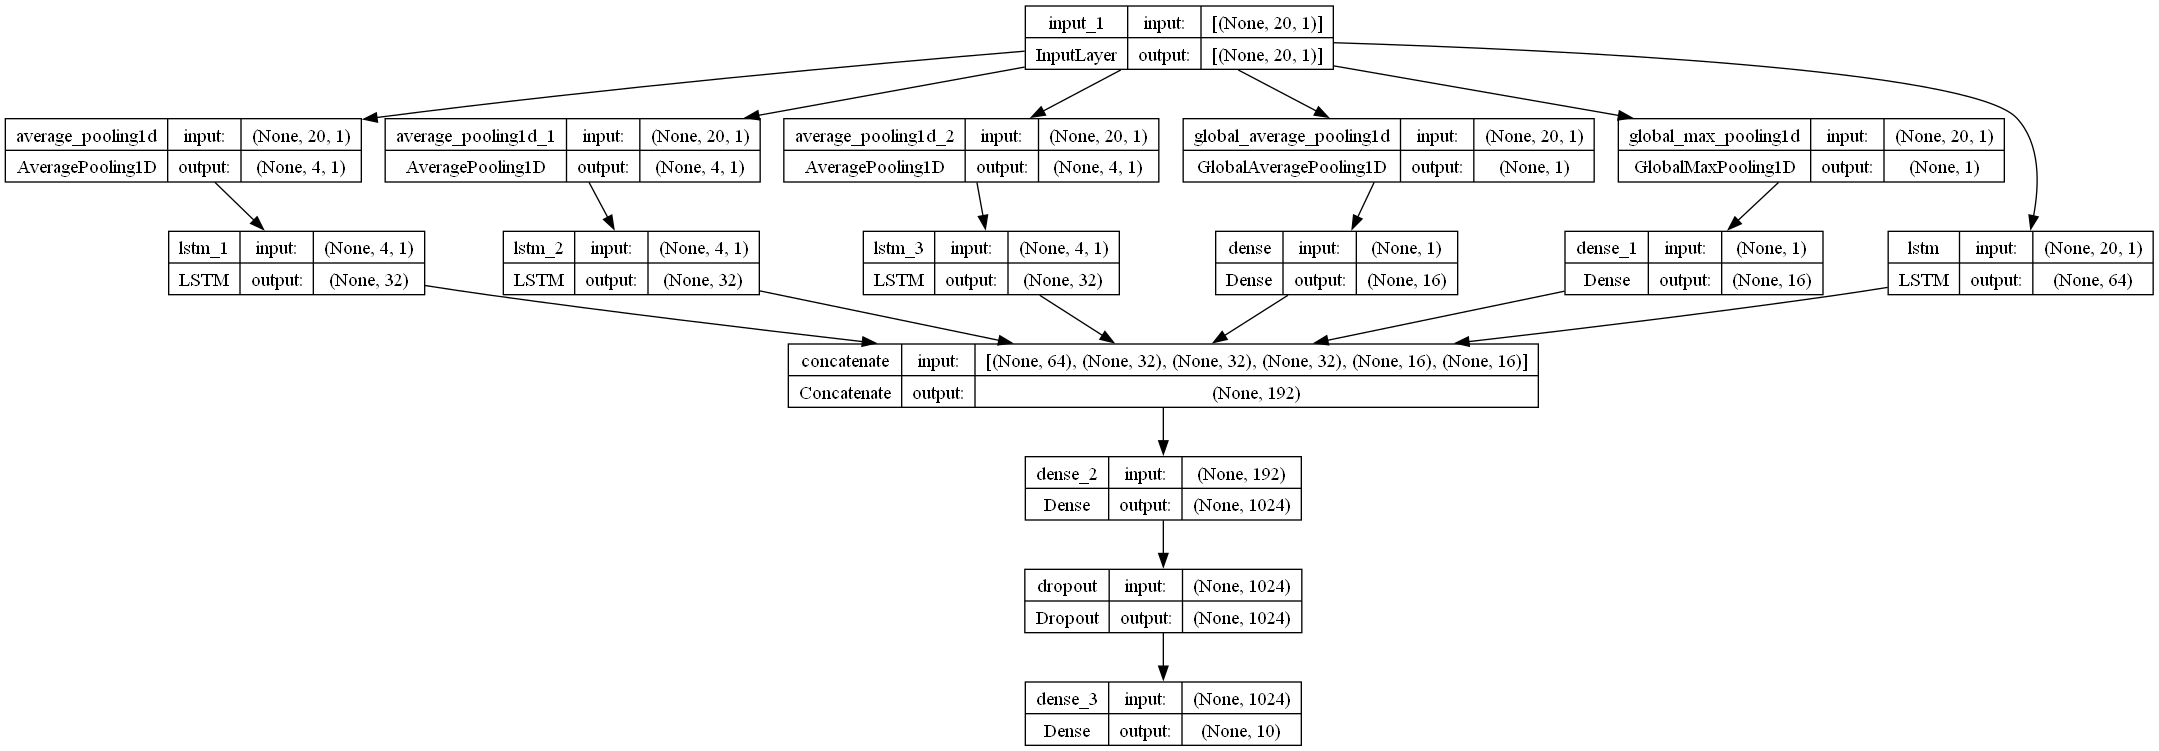 input_1 input: [(None, 20, 1)]
InputLayer output: [(None, 20, 1)]
average_pooling1d input: (None, 20, 1)
AveragePooling1D output: (None, 4, 1)
average_pooling1d_1 input: (None, 20, 1)
AveragePooling1D output: (None, 4, 1)
average_pooling1d_2 input: (None, 20, 1)
AveragePooling1D output: (None, 4, 1)
global_average_pooling1d input: (None, 20, 1)
GlobalAveragePooling1D output: (None, 1)
global_max_pooling1d input: (None, 20, 1)
GlobalMaxPooling1D output: (None, 1)
lstm_1 input: (None, 4, 1)
LSTM output: (None, 32)
lstm_2 input: (None, 4, 1)
LSTM output: (None, 32)
lstm_3 input: (None, 4, 1)
LSTM output: (None, 32)
dense input: (None, 1)
Dense output: (None, 16)
dense_1 input: (None, 1)
Dense output: (None, 16)
lstm input: (None, 20, 1)
LSTM output: (None, 64)
concatenate input: [(None, 64), (None, 32), (None, 32), (None, 32), (None, 16), (None, 16)]
Concatenate output: (None, 192)
dense_2 input: (None, 192)
Dense output: (None, 1024)
dropout input: (None, 1024)
Dropout output: (None, 1024)
dense_3 input: (None, 1024)
Dense output: (None, 10)